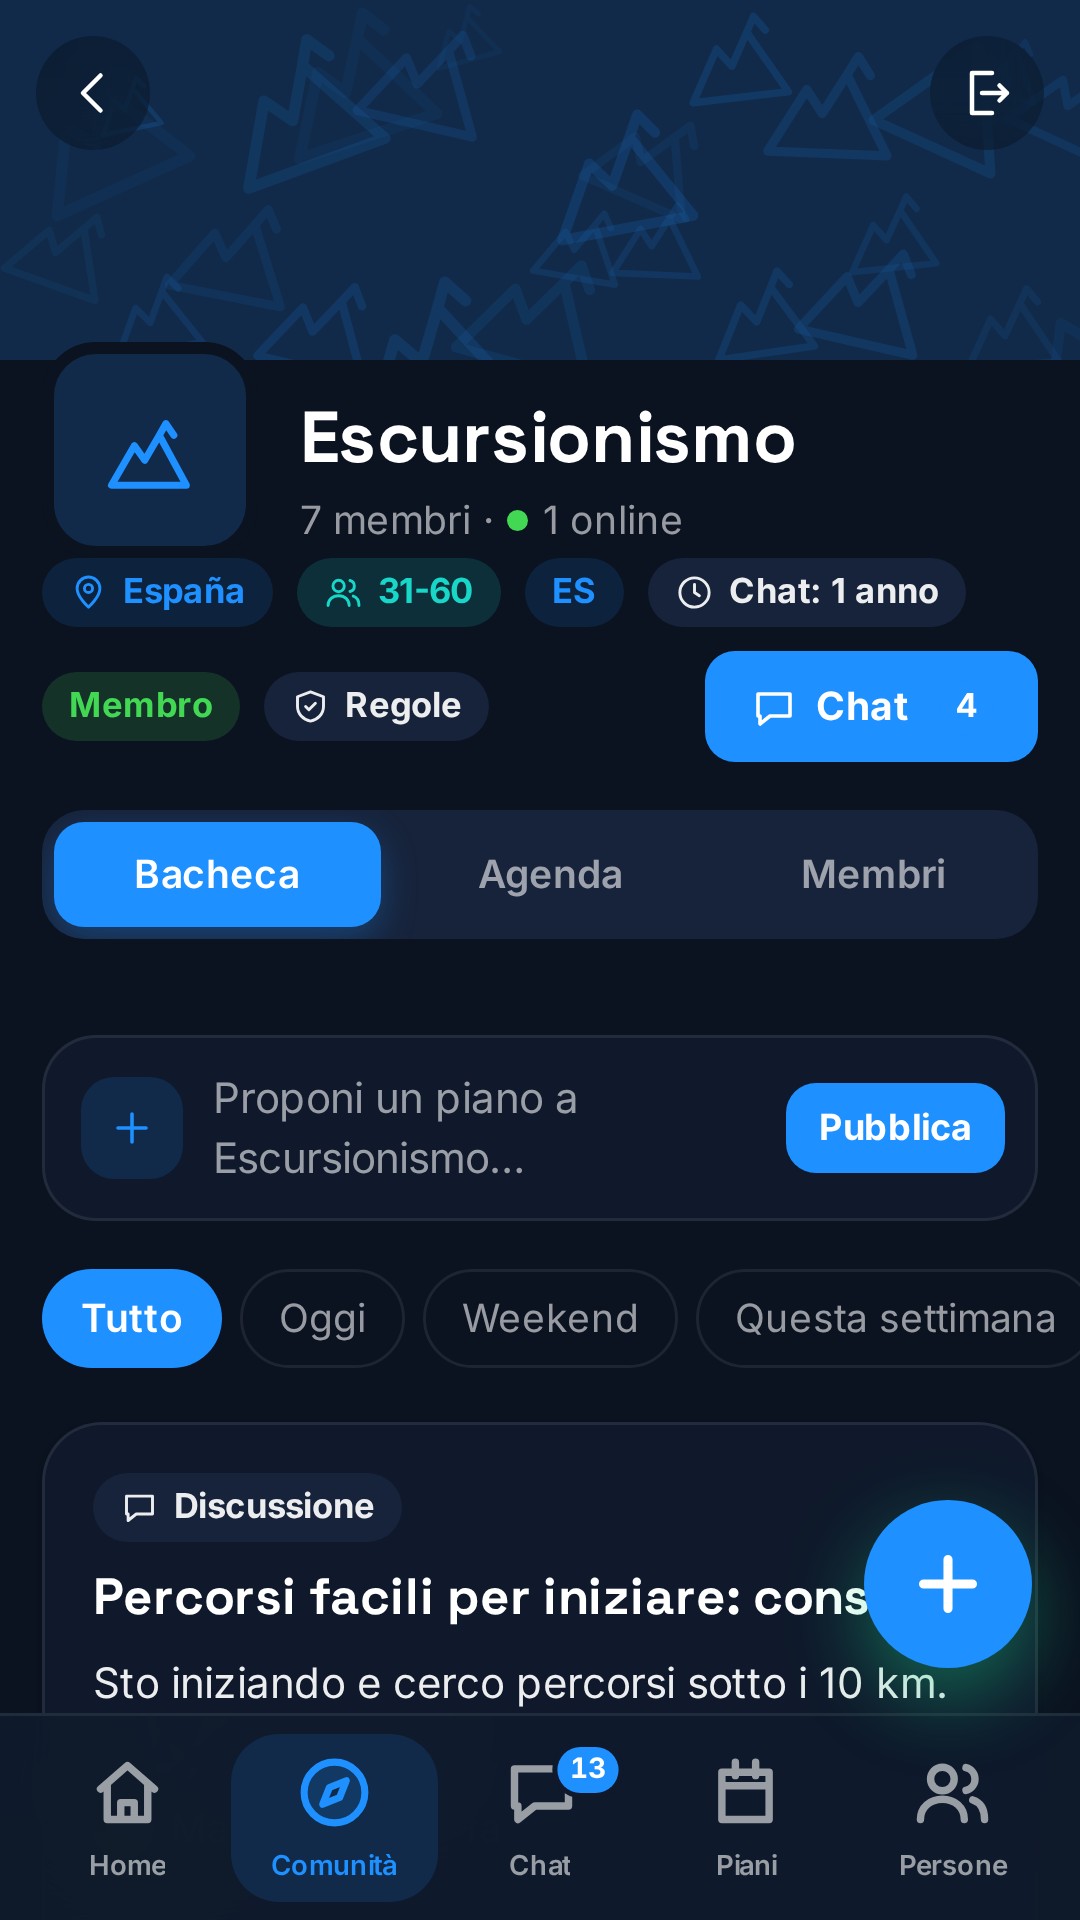 Escursionismo
7 membri · 1 online
España
31-60
ES
Chat: 1 anno
Membro
Regole
Chat 4
Bacheca
Agenda
Membri
Proponi un piano a
Escursionismo...
Pubblica
Tutto
Oggi
Weekend
Questa settimana
Discussione
Percorsi facili per iniziare: cons
Sto iniziando e cerco percorsi sotto i 10 km.
13
Home
Comunità
Chat
Piani
Persone